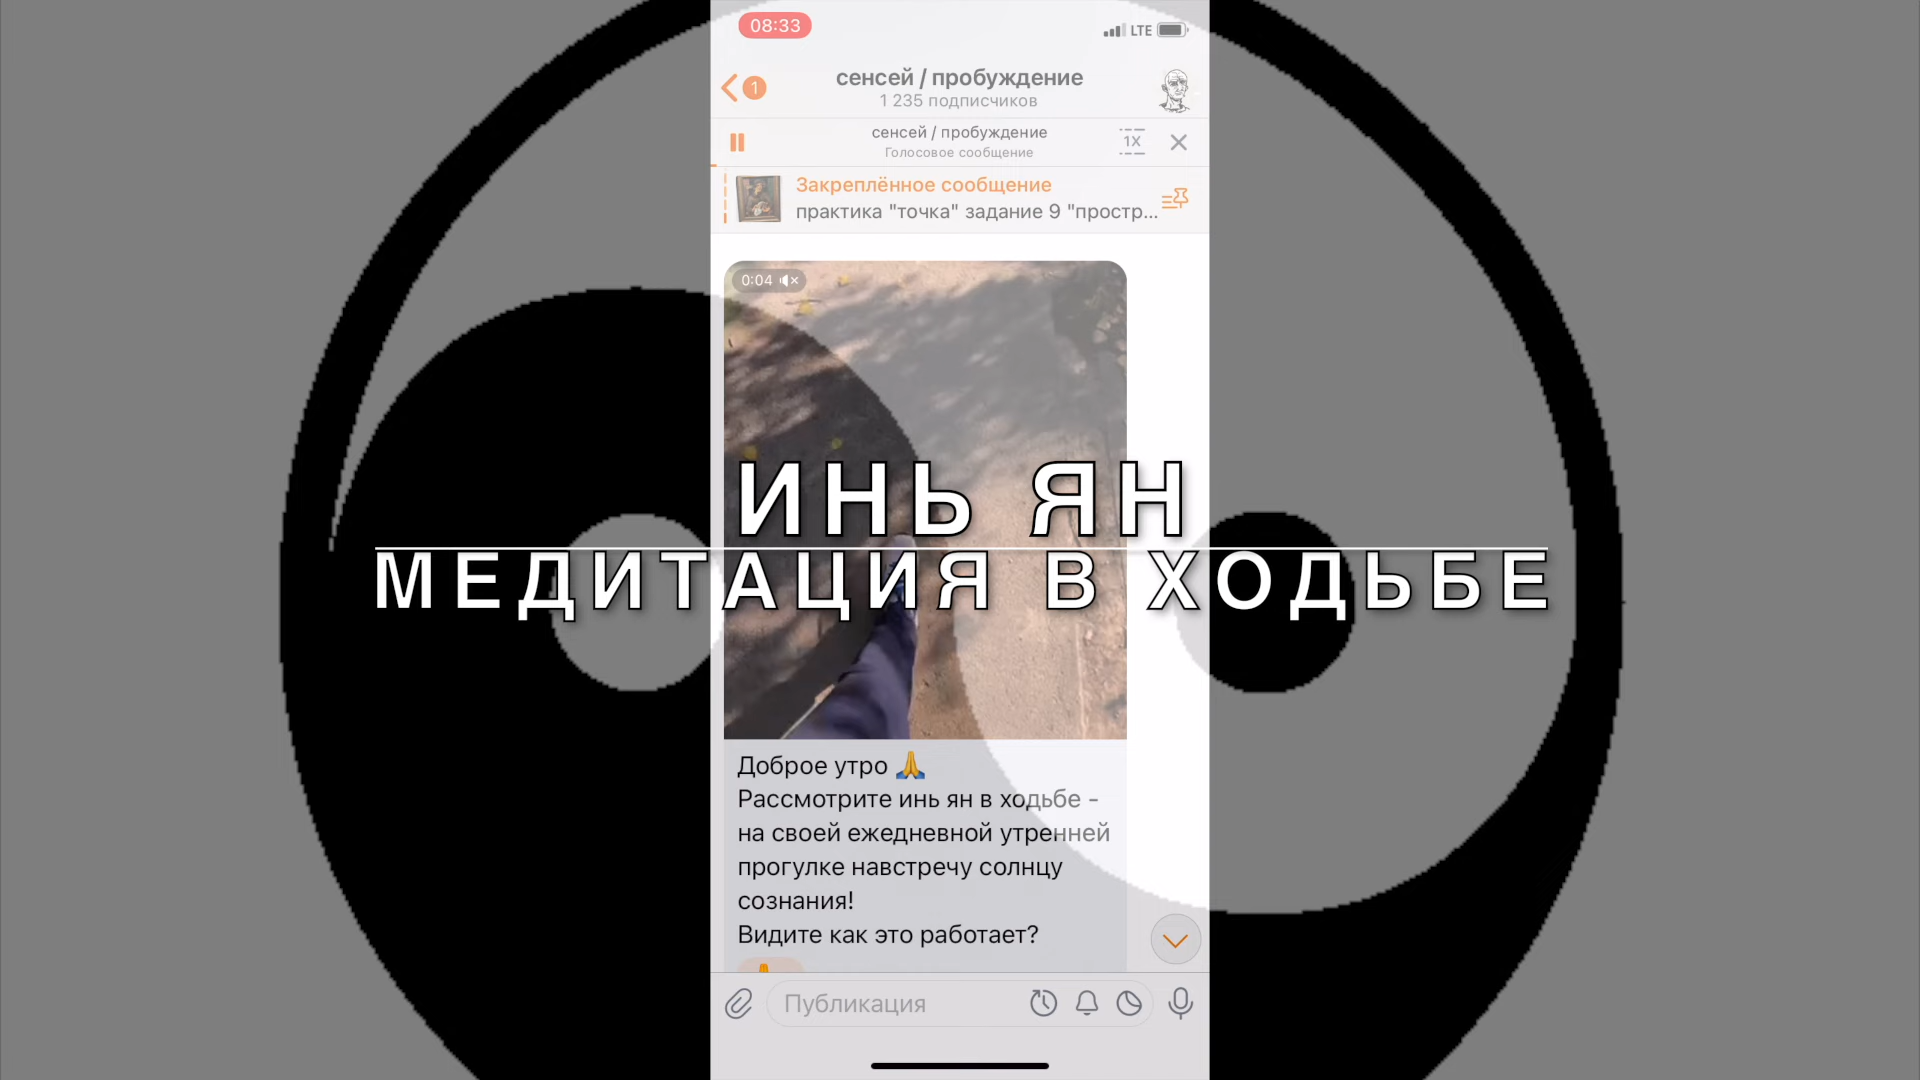 08:33
LTE
1
сенсей / пробуждение
1 235 подписчиков
сенсей / пробуждение
Голосовое сообщение
1X
Закреплённое сообщение
практика "точка" задание 9 "простр...
0:04
ИНЬ ЯН
МЕДИТАЦИЯ В ХОДЬБЕ
Доброе утро 🙏
Рассмотрите инь ян в ходьбе -
на своей ежедневной утренней
прогулке навстречу солнцу
сознания!
Видите как это работает?
Публикация